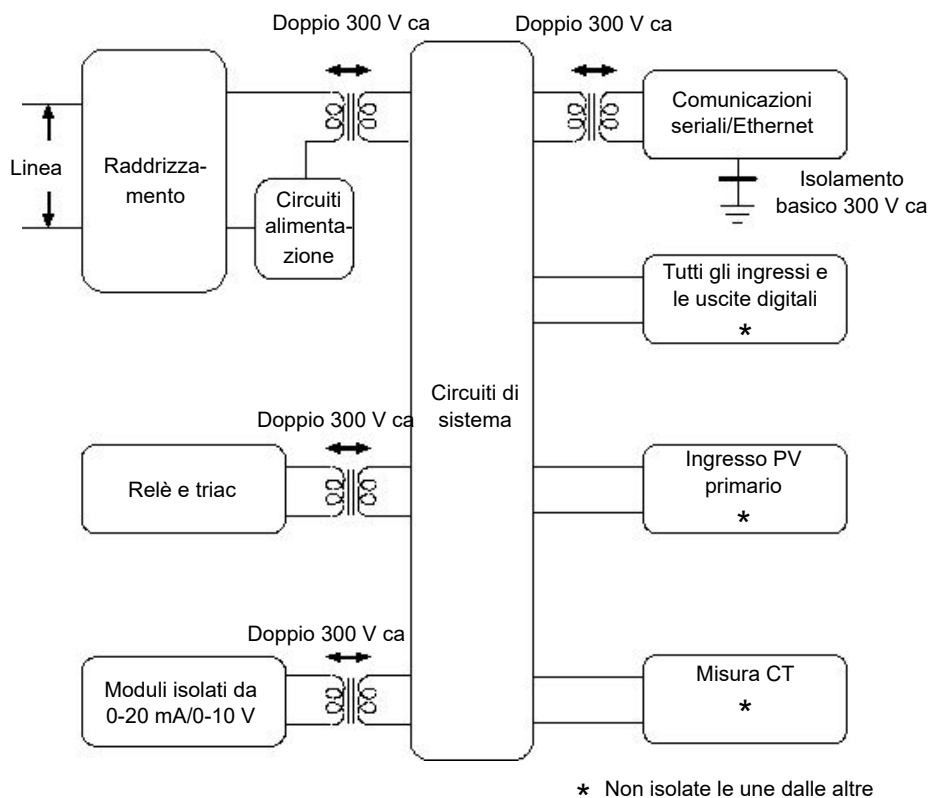 Doppio 300 V ca
Doppio 300 V ca
Linea
Raddrizza-
mento
Circuiti
alimenta-
zione
Comunicazioni
seriali/Ethernet
Isolamento
basico 300 V ca
Tutti gli ingressi e
le uscite digitali
*
Circuiti di
sistema
Doppio 300 V ca
Relè e triac
Ingresso PV
primario
*
Doppio 300 V ca
Moduli isolati da
0-20 mA/0-10 V
Misura CT
*
* Non isolate le une dalle altre